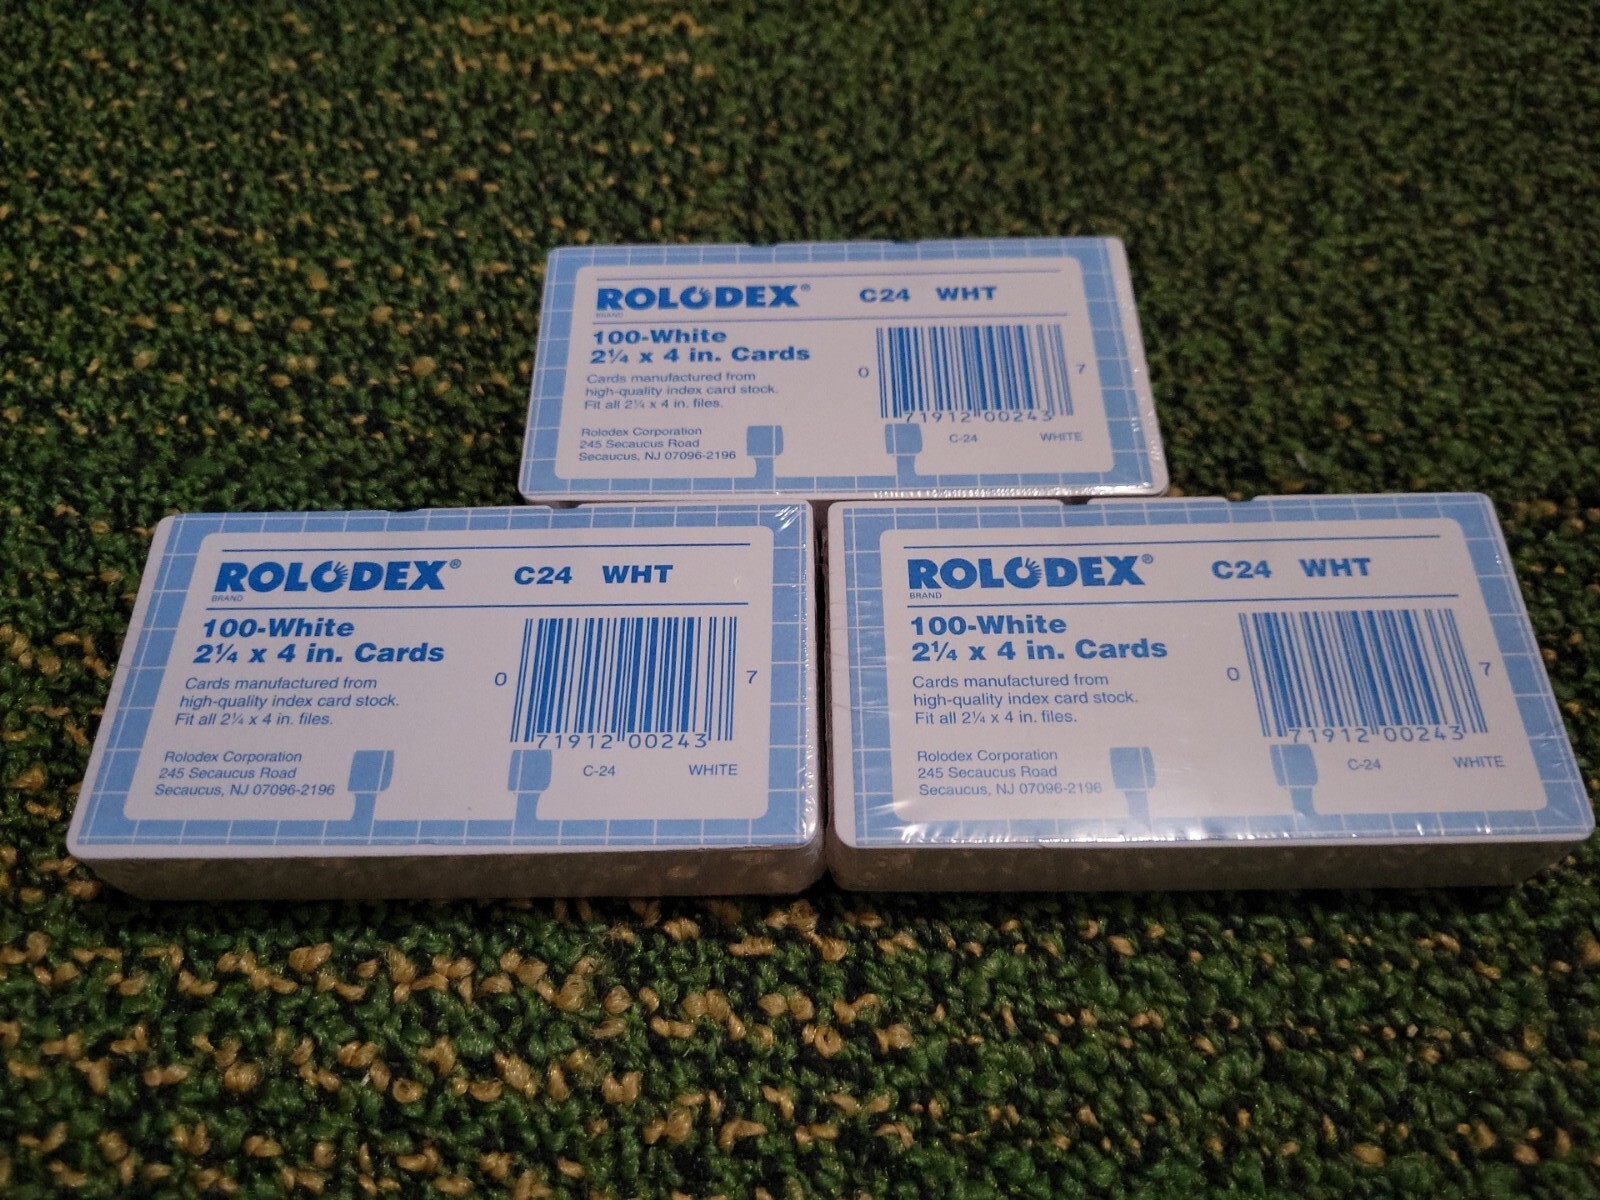 ROLODEX® C24 WHT
BRAND
100-White
2¼ x 4 in. Cards
Cards manufactured from
high-quality index card stock.
Fit all 2¼ x 4 in. files.
Rolodex Corporation
245 Secaucus Road
Secaucus, NJ 07096-2196
0 71912 00243 7
C-24 WHITE
ROLODEX® C24 WHT
BRAND
100-White
2¼ x 4 in. Cards
Cards manufactured from
high-quality index card stock.
Fit all 2¼ x 4 in. files.
Rolodex Corporation
245 Secaucus Road
Secaucus, NJ 07096-2196
0 71912 00243 7
C-24 WHITE
ROLODEX® C24 WHT
BRAND
100-White
2¼ x 4 in. Cards
Cards manufactured from
high-quality index card stock.
Fit all 2¼ x 4 in. files.
Rolodex Corporation
245 Secaucus Road
Secaucus, NJ 07096-2196
0 71912 00243 7
C-24 WHITE